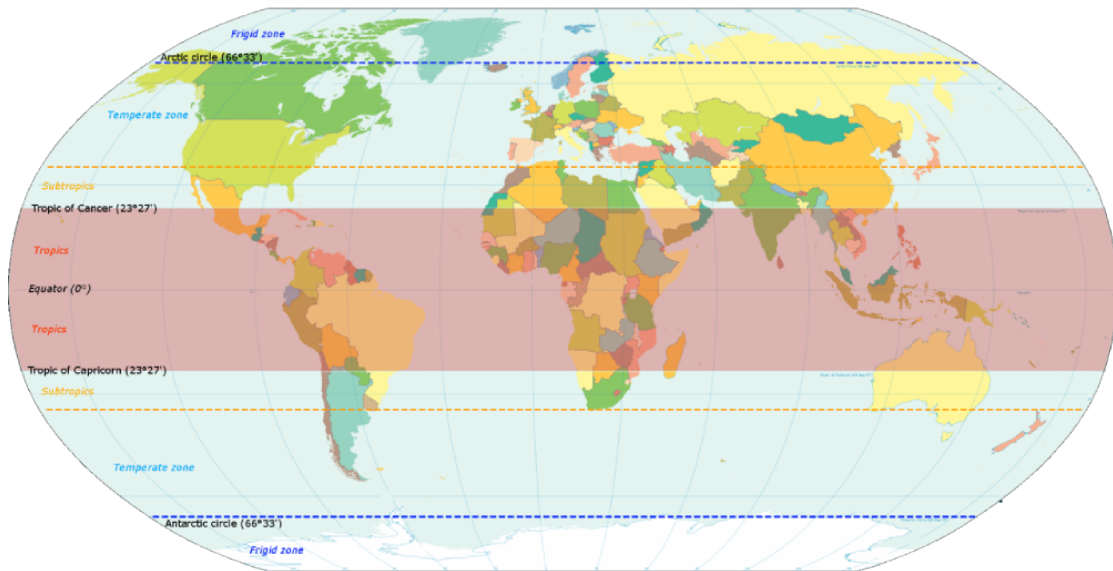 Frigid zone
Arctic circle (66°33')
Temperate zone
Subtropics
Tropic of Cancer (23°27')
Tropics
Equator (0°)
Tropics
Tropic of Capricorn (23°27')
Subtropics
Temperate zone
Antarctic circle (66°33')
Frigid zone